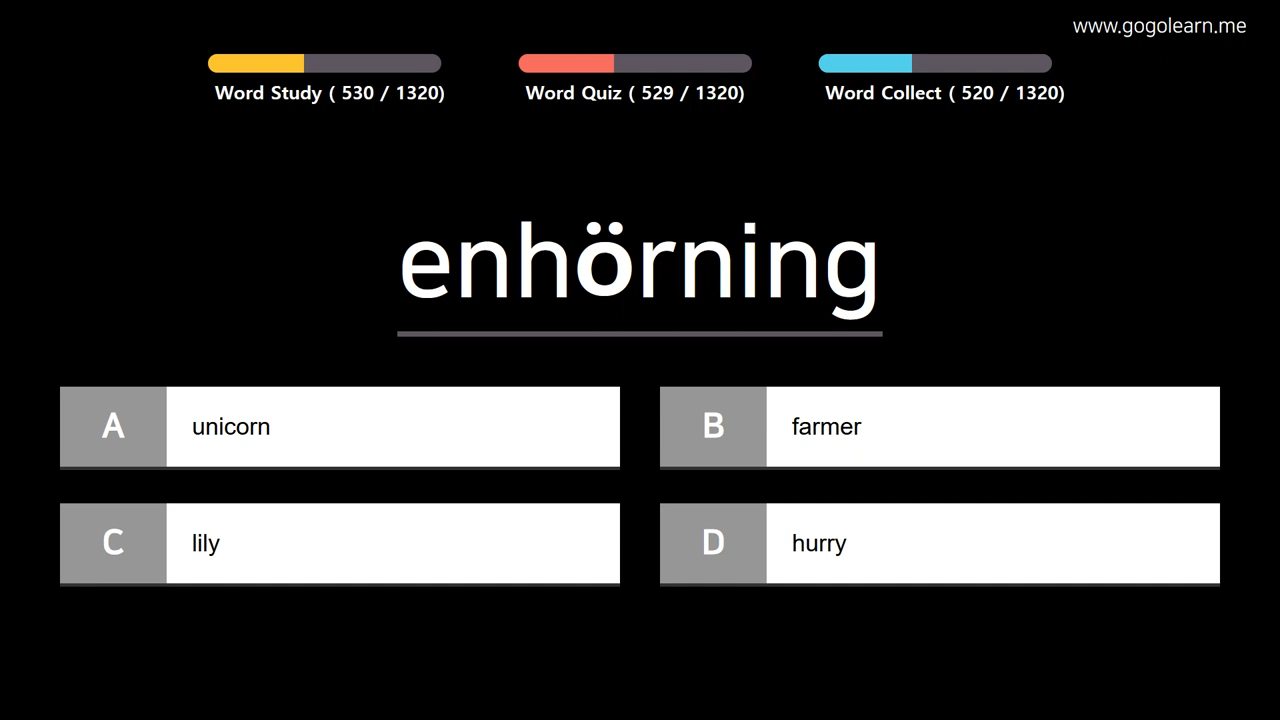 www.gogolearn.me
Word Study ( 530 / 1320)
Word Quiz ( 529 / 1320)
Word Collect ( 520 / 1320)
enhörning
A
unicorn
B
farmer
C
lily
D
hurry